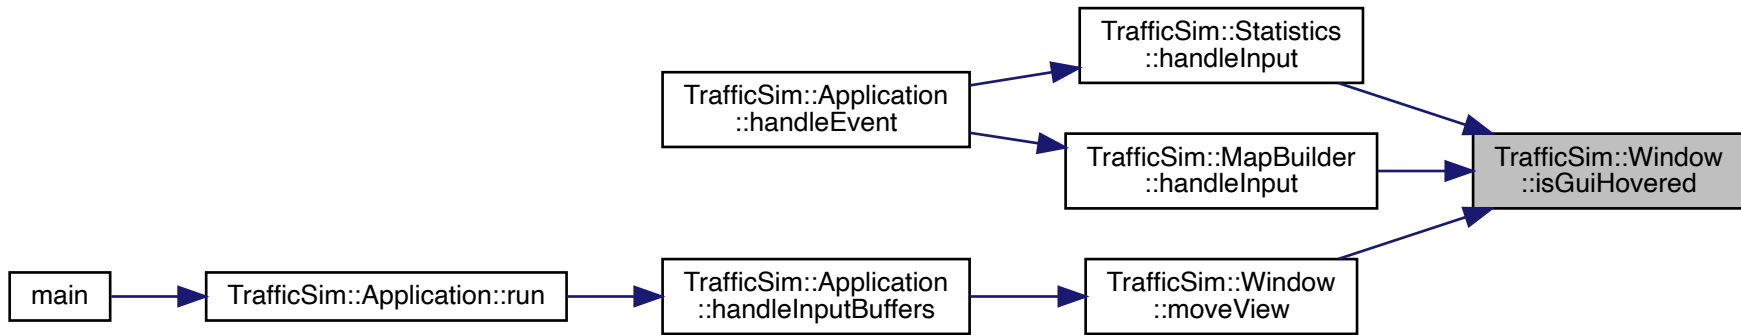 TrafficSim::Statistics
::handleInput
TrafficSim::Application
::handleEvent
TrafficSim::MapBuilder
::handleInput
TrafficSim::Window
::isGuiHovered
main
TrafficSim::Application::run
TrafficSim::Application
::handleInputBuffers
TrafficSim::Window
::moveView